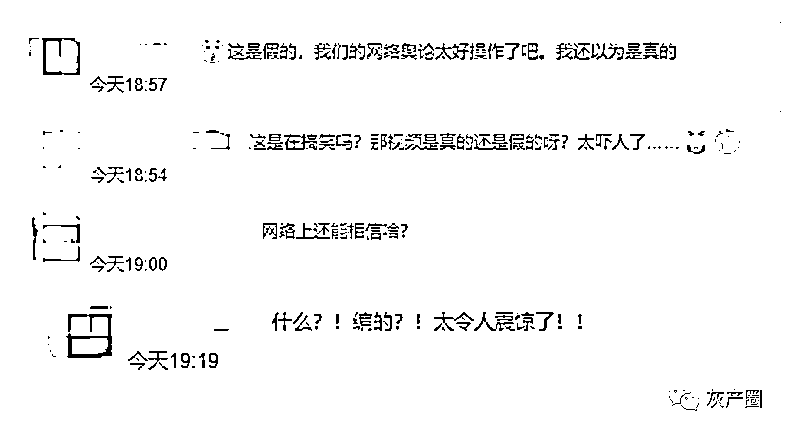 这是假的，我们的网络舆论太好操作了吧。我还以为是真的
今天18:57
这是在搞笑吗？那视频是真的还是假的呀？太吓人了……
今天18:54
网络上还能相信啥？
今天19:00
什么？！编的？！太令人震惊了！！
今天19:19
灰产圈